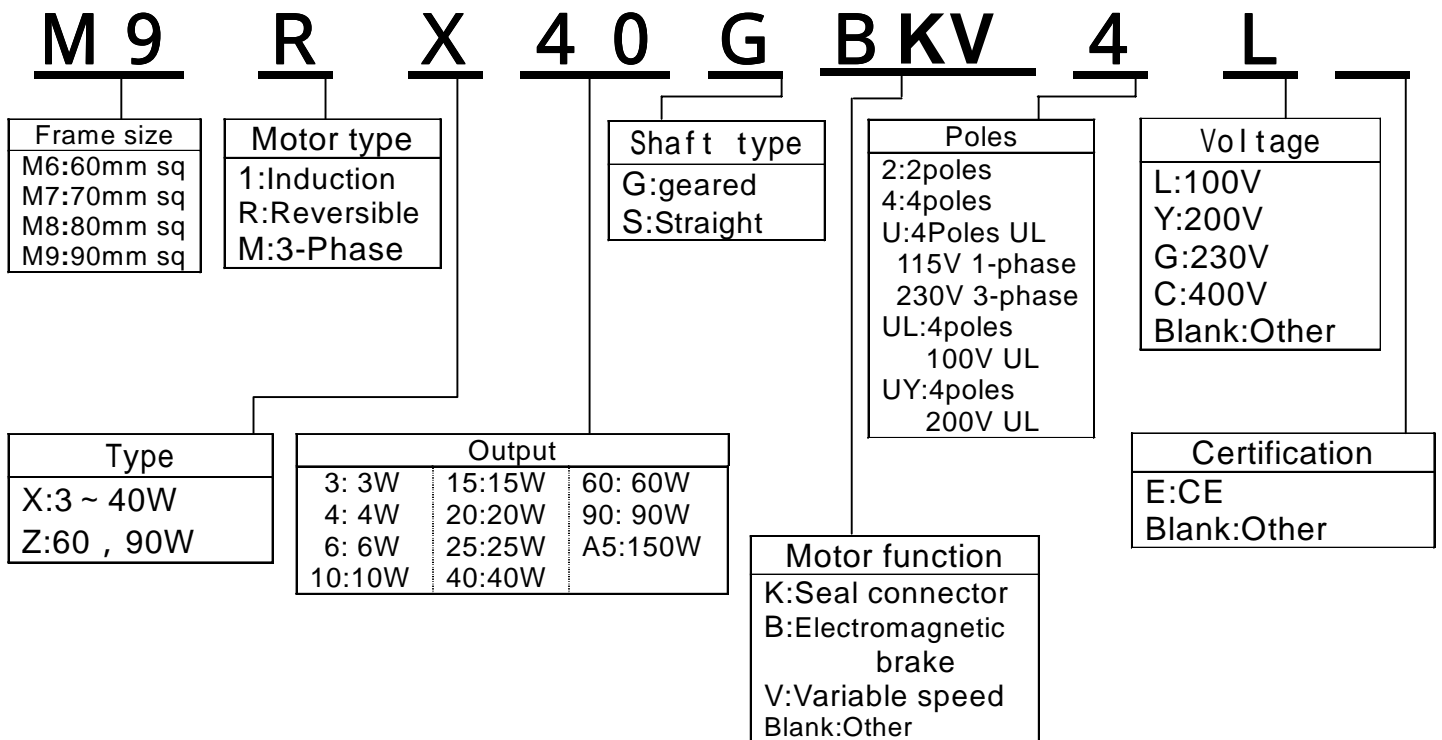 M9 R X 40 G BKV 4 L
Frame size
M6:60mm sq
M7:70mm sq
M8:80mm sq
M9:90mm sq
Motor type
1:Induction
R:Reversible
M:3-Phase
Shaft type
G:geared
S:Straight
Poles
2:2poles
4:4poles
U:4Poles UL
115V 1-phase
230V 3-phase
UL:4poles
100V UL
UY:4poles
200V UL
Voltage
L:100V
Y:200V
G:230V
C:400V
Blank:Other
Type
X:3 ~ 40W
Z:60 , 90W
Output
3: 3W 15:15W 60: 60W
4: 4W 20:20W 90: 90W
6: 6W 25:25W A5:150W
10:10W 40:40W
Motor function
K:Seal connector
B:Electromagnetic
brake
V:Variable speed
Blank:Other
Certification
E:CE
Blank:Other